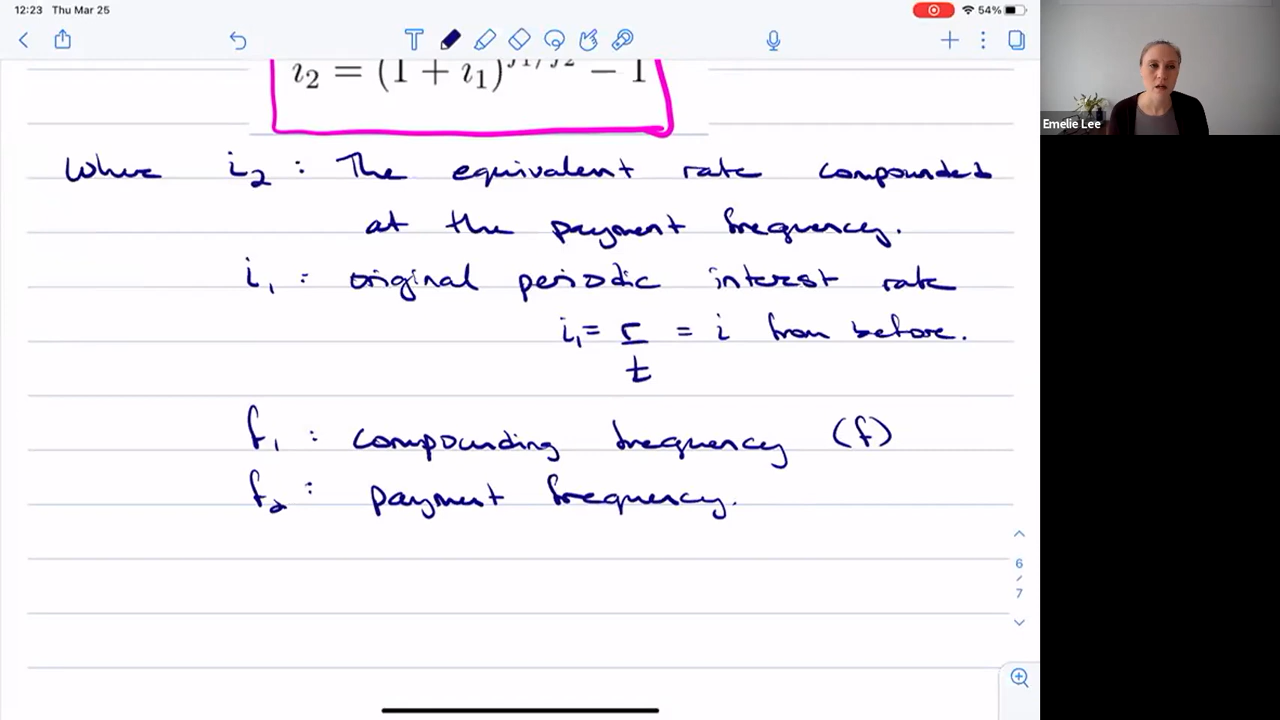 12:23 Thu Mar 25
54%
i₂ = (1 + i₁)^f₁/f₂ − 1
Emelie Lee
where i₂ : The equivalent rate compounded
at the payment frequency.
i₁ : original periodic interest rate
i₁ = r/t = i from before.
f₁ : compounding frequency (f)
f₂ : payment frequency.
6
/
7